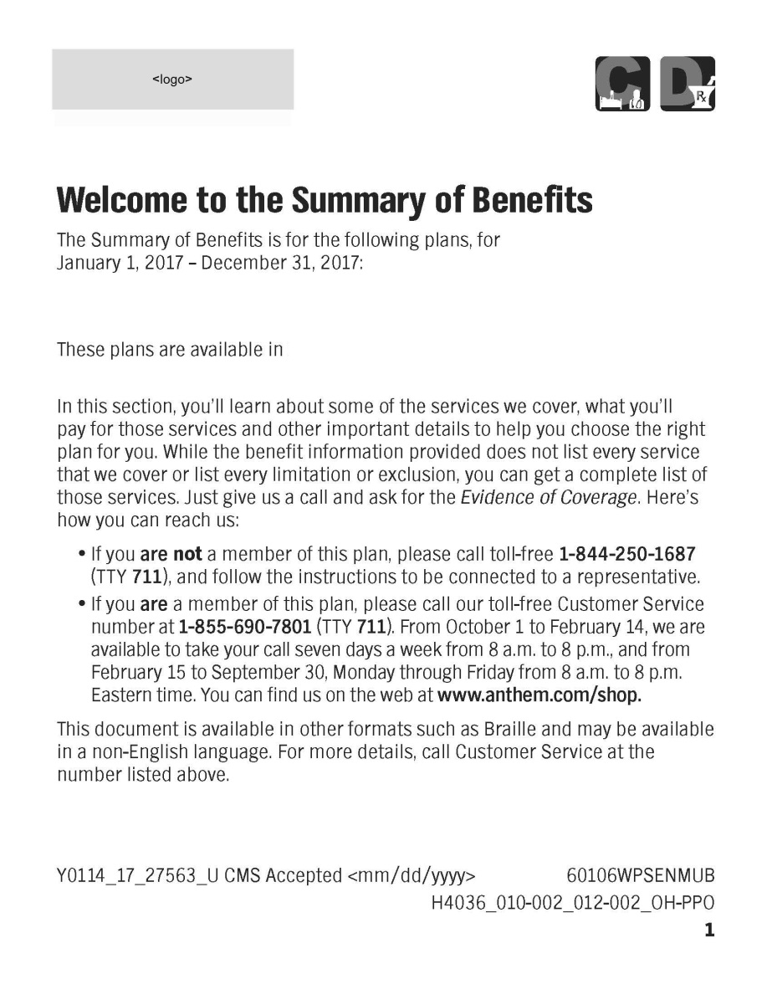 <logo>
C D
Rx
Welcome to the Summary of Benefits
The Summary of Benefits is for the following plans, for
January 1, 2017 – December 31, 2017:
These plans are available in
In this section, you'll learn about some of the services we cover, what you'll
pay for those services and other important details to help you choose the right
plan for you. While the benefit information provided does not list every service
that we cover or list every limitation or exclusion, you can get a complete list of
those services. Just give us a call and ask for the Evidence of Coverage. Here's
how you can reach us:
• If you are not a member of this plan, please call toll-free 1-844-250-1687
(TTY 711), and follow the instructions to be connected to a representative.
• If you are a member of this plan, please call our toll-free Customer Service
number at 1-855-690-7801 (TTY 711). From October 1 to February 14, we are
available to take your call seven days a week from 8 a.m. to 8 p.m., and from
February 15 to September 30, Monday through Friday from 8 a.m. to 8 p.m.
Eastern time. You can find us on the web at www.anthem.com/shop.
This document is available in other formats such as Braille and may be available
in a non-English language. For more details, call Customer Service at the
number listed above.
Y0114_17_27563_U CMS Accepted <mm/dd/yyyy> 60106WPSENMUB
H4036_010-002_012-002_OH-PPO
1